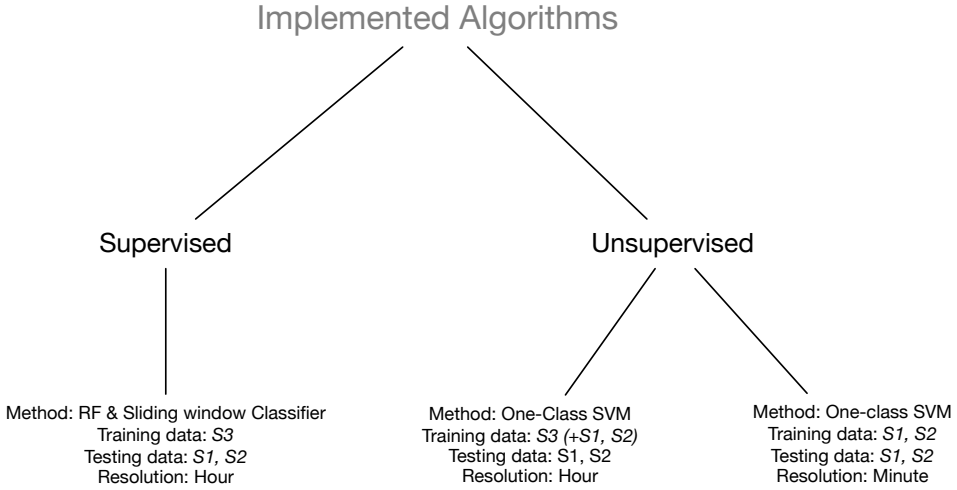 Implemented Algorithms
Supervised
Unsupervised
Method: RF & Sliding window Classifier
Training data: S3
Testing data: S1, S2
Resolution: Hour
Method: One-Class SVM
Training data: S3 (+S1, S2)
Testing data: S1, S2
Resolution: Hour
Method: One-class SVM
Training data: S1, S2
Testing data: S1, S2
Resolution: Minute